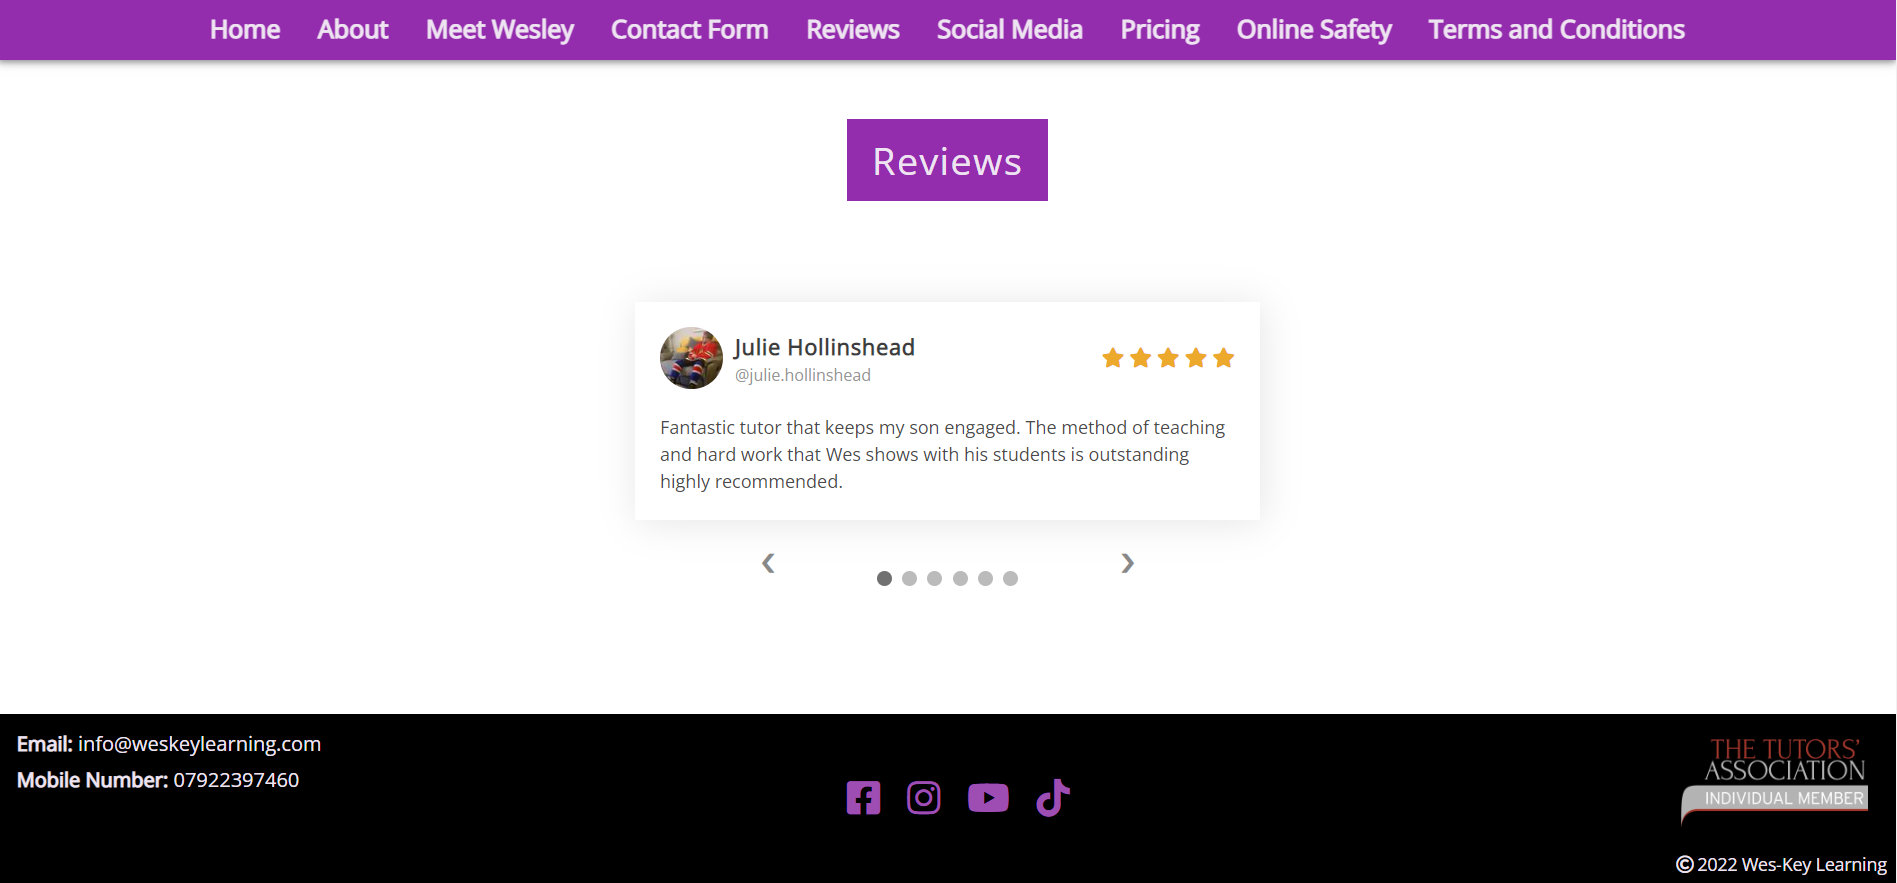 Home About Meet Wesley Contact Form Reviews Social Media Pricing Online Safety Terms and Conditions
Reviews
Julie Hollinshead
@julie.hollinshead
Fantastic tutor that keeps my son engaged. The method of teaching
and hard work that Wes shows with his students is outstanding
highly recommended.
Email: info@weskeylearning.com
Mobile Number: 07922397460
THE TUTORS'
ASSOCIATION
INDIVIDUAL MEMBER
© 2022 Wes-Key Learning